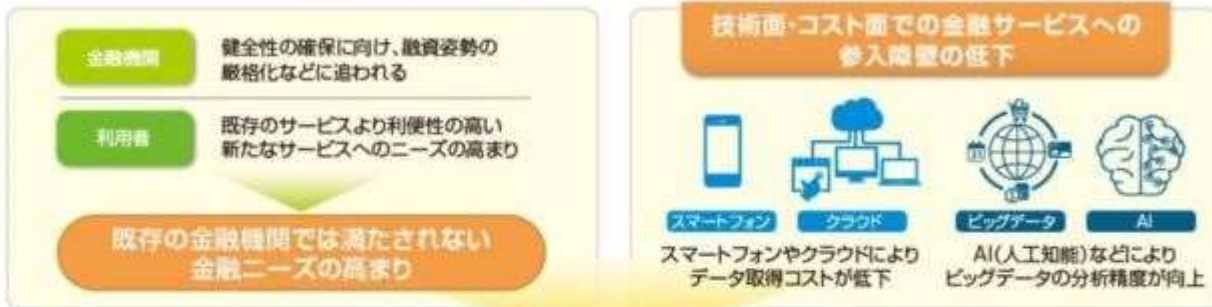 金融機関
健全性の確保に向け、融資姿勢の
厳格化などに追われる
利用者
既存のサービスより利便性の高い
新たなサービスへのニーズの高まり
既存の金融機関では満たされない
金融ニーズの高まり
技術面・コスト面での金融サービスへの
参入障壁の低下
スマートフォン
クラウド
ビッグデータ
AI
スマートフォンやクラウドにより
データ取得コストが低下
AI(人工知能)などにより
ビッグデータの分析精度が向上